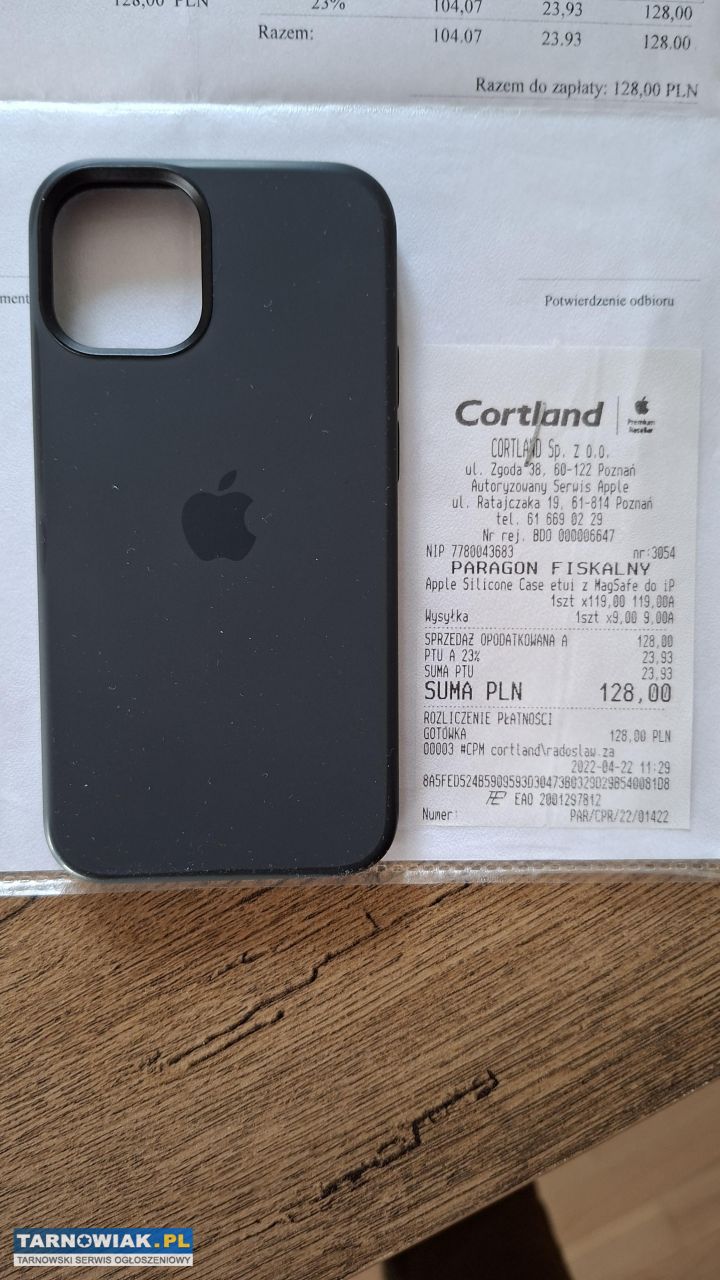 128,00 PLN 23% 104,07 23,93 128,00
Razem: 104.07 23.93 128.00
Razem do zapłaty: 128,00 PLN
ment
Potwierdzenie odbioru
Cortland
Premium
Reseller
CORTLAND Sp. z o.o.
ul. Zgoda 38, 60-122 Poznań
Autoryzowany Serwis Apple
ul. Ratajczaka 19, 61-814 Poznań
tel. 61 669 02 29
Nr rej. BDO 000006647
NIP 7780043683 nr:3054
PARAGON FISKALNY
Apple Silicone Case etui z MagSafe do iP
1szt x119,00 119,00A
Wysyłka 1szt x9,00 9,00A
SPRZEDAŻ OPODATKOWANA A 128,00
PTU A 23% 23,93
SUMA PTU 23,93
SUMA PLN 128,00
ROZLICZENIE PŁATNOŚCI
GOTÓWKA 128,00 PLN
00003 #CPM cortland\radoslaw.za
2022-04-22 11:29
8A5FED524B5909593D30473B0329D29B540081D8
EAO 2001297812
Numer: PAR/CPR/22/01422
TARNOWIAK.PL
TARNOWSKI SERWIS OGŁOSZENIOWY